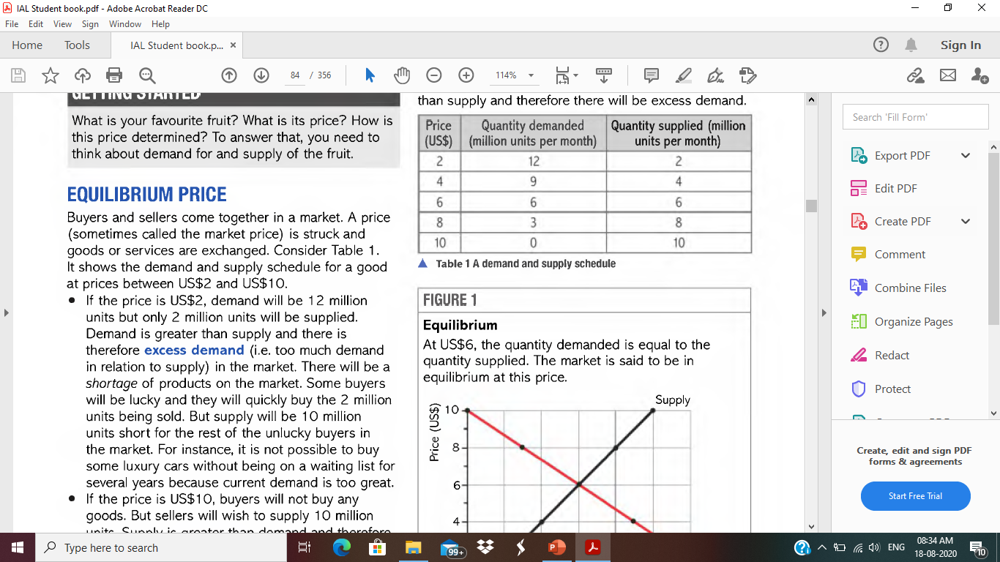 IAL Student book.pdf - Adobe Acrobat Reader DC
File Edit View Sign Window Help
Home Tools IAL Student book.p... × Sign In
84 / 356 114%
GETTING STARTED
What is your favourite fruit? What is its price? How is
this price determined? To answer that, you need to
think about demand for and supply of the fruit.
EQUILIBRIUM PRICE
Buyers and sellers come together in a market. A price
(sometimes called the market price) is struck and
goods or services are exchanged. Consider Table 1.
It shows the demand and supply schedule for a good
at prices between US$2 and US$10.
• If the price is US$2, demand will be 12 million
units but only 2 million units will be supplied.
Demand is greater than supply and there is
therefore excess demand (i.e. too much demand
in relation to supply) in the market. There will be a
shortage of products on the market. Some buyers
will be lucky and they will quickly buy the 2 million
units being sold. But supply will be 10 million
units short for the rest of the unlucky buyers in
the market. For instance, it is not possible to buy
some luxury cars without being on a waiting list for
several years because current demand is too great.
• If the price is US$10, buyers will not buy any
goods. But sellers will wish to supply 10 million
units. Supply is greater than demand and therefore
than supply and therefore there will be excess demand.
Price Quantity demanded Quantity supplied (million
(US$) (million units per month) units per month)
2 12 2
4 9 4
6 6 6
8 3 8
10 0 10
▲ Table 1 A demand and supply schedule
FIGURE 1
Equilibrium
At US$6, the quantity demanded is equal to the
quantity supplied. The market is said to be in
equilibrium at this price.
Supply
Price (US$)
10
8
6
4
Search 'Fill Form'
Export PDF
Edit PDF
Create PDF
Comment
Combine Files
Organize Pages
Redact
Protect
Create, edit and sign PDF
forms & agreements
Start Free Trial
Type here to search
99+
ENG
08:34 AM
18-08-2020
10